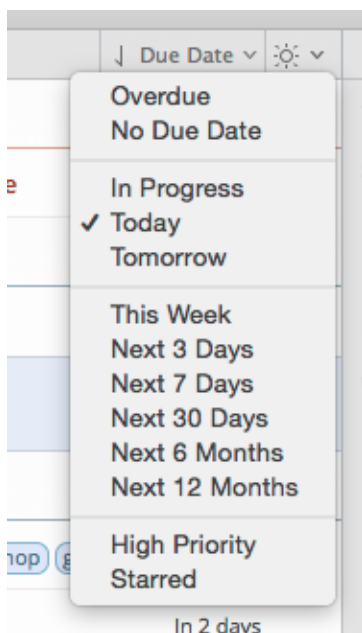 Due Date
Overdue
No Due Date
In Progress
Today
Tomorrow
This Week
Next 3 Days
Next 7 Days
Next 30 Days
Next 6 Months
Next 12 Months
High Priority
Starred
In 2 days